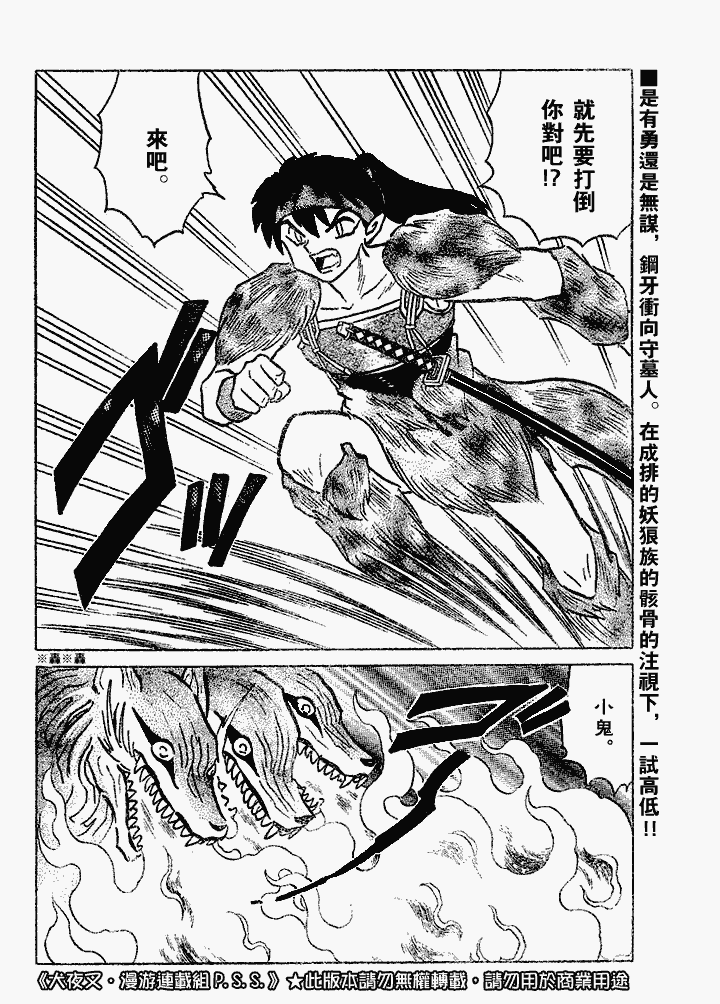 ■是有勇還是無謀，鋼牙衝向守墓人。在成排的妖狼族的骸骨的注視下，一試高低!!
就先要打倒
你對吧!?
來吧。
※轟※轟
小鬼。
《犬夜叉·漫游連載組P.S.S.》★此版本請勿無權轉載·請勿用於商業用途